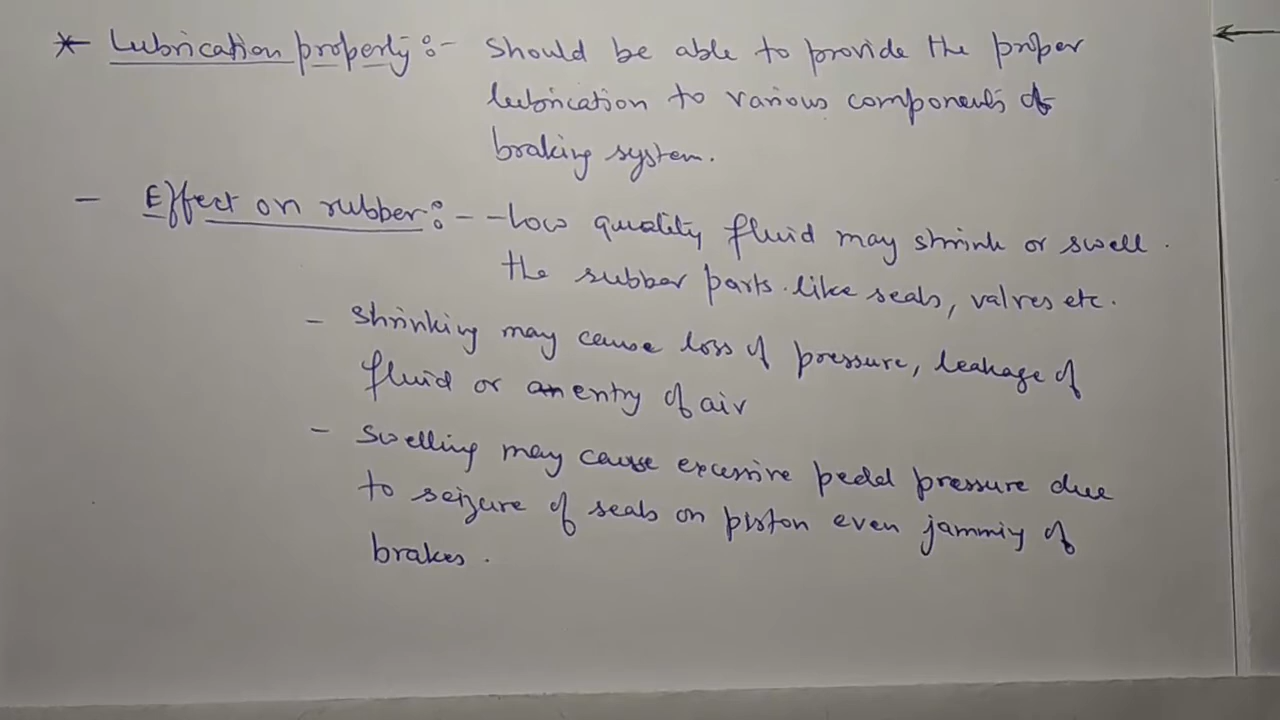 * Lubrication property :- Should be able to provide the proper
lubrication to various components of
braking system.
- Effect on rubber :- - Low quality fluid may shrink or swell.
the rubber parts. like seals, valves etc.
- Shrinking may cause loss of pressure, leakage of
fluid or an entry of air
- Swelling may cause excessive pedal pressure due
to seizure of seals on piston even jammig of
brakes.